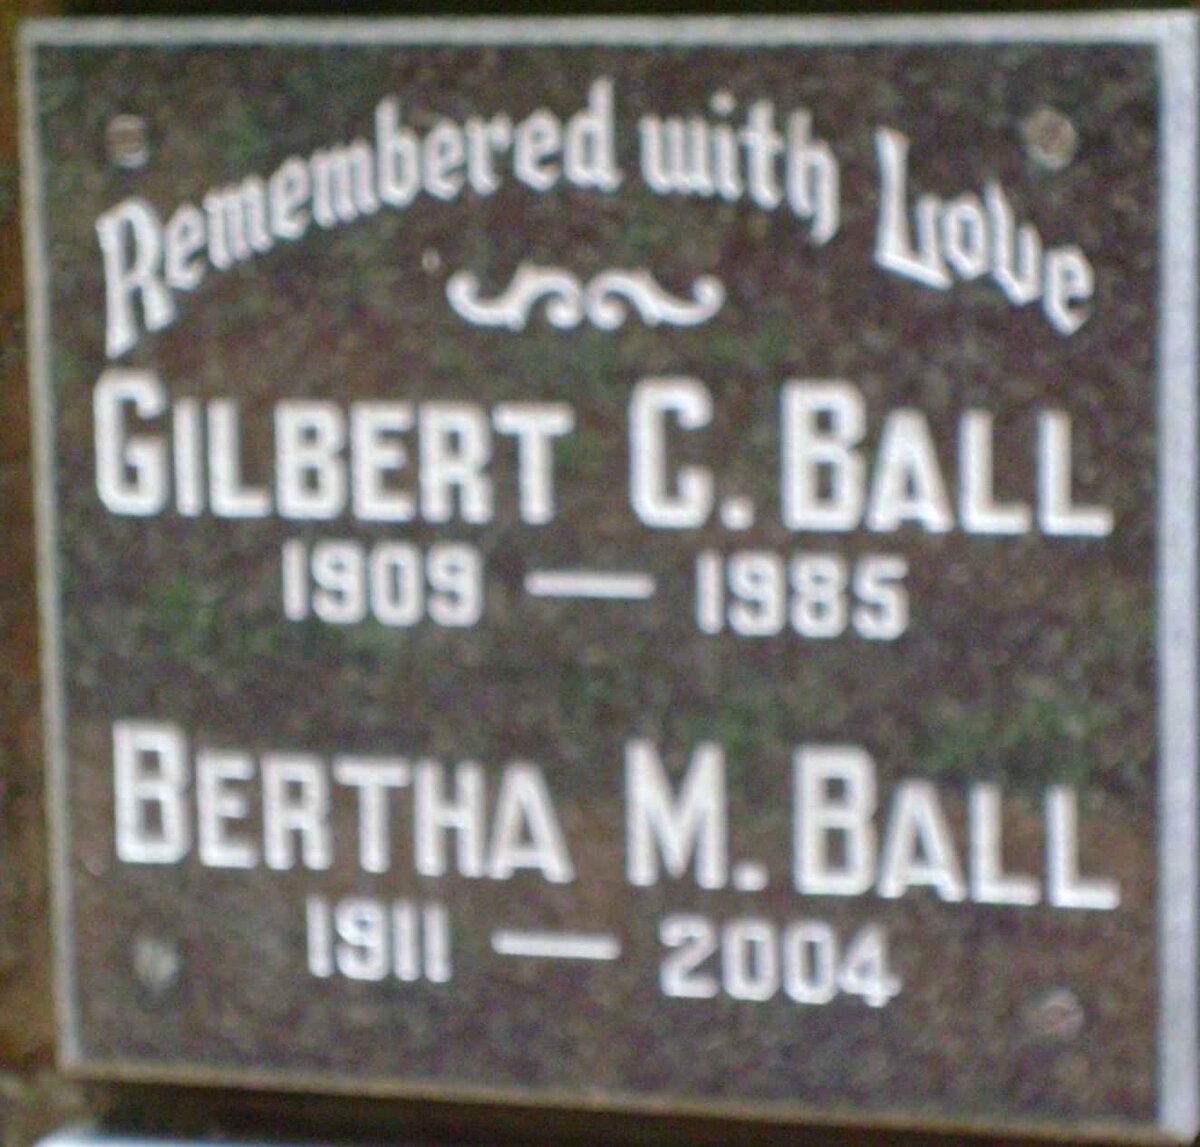 Remembered with Love
GILBERT C. BALL
1909 — 1985
BERTHA M. BALL
1911 — 2004